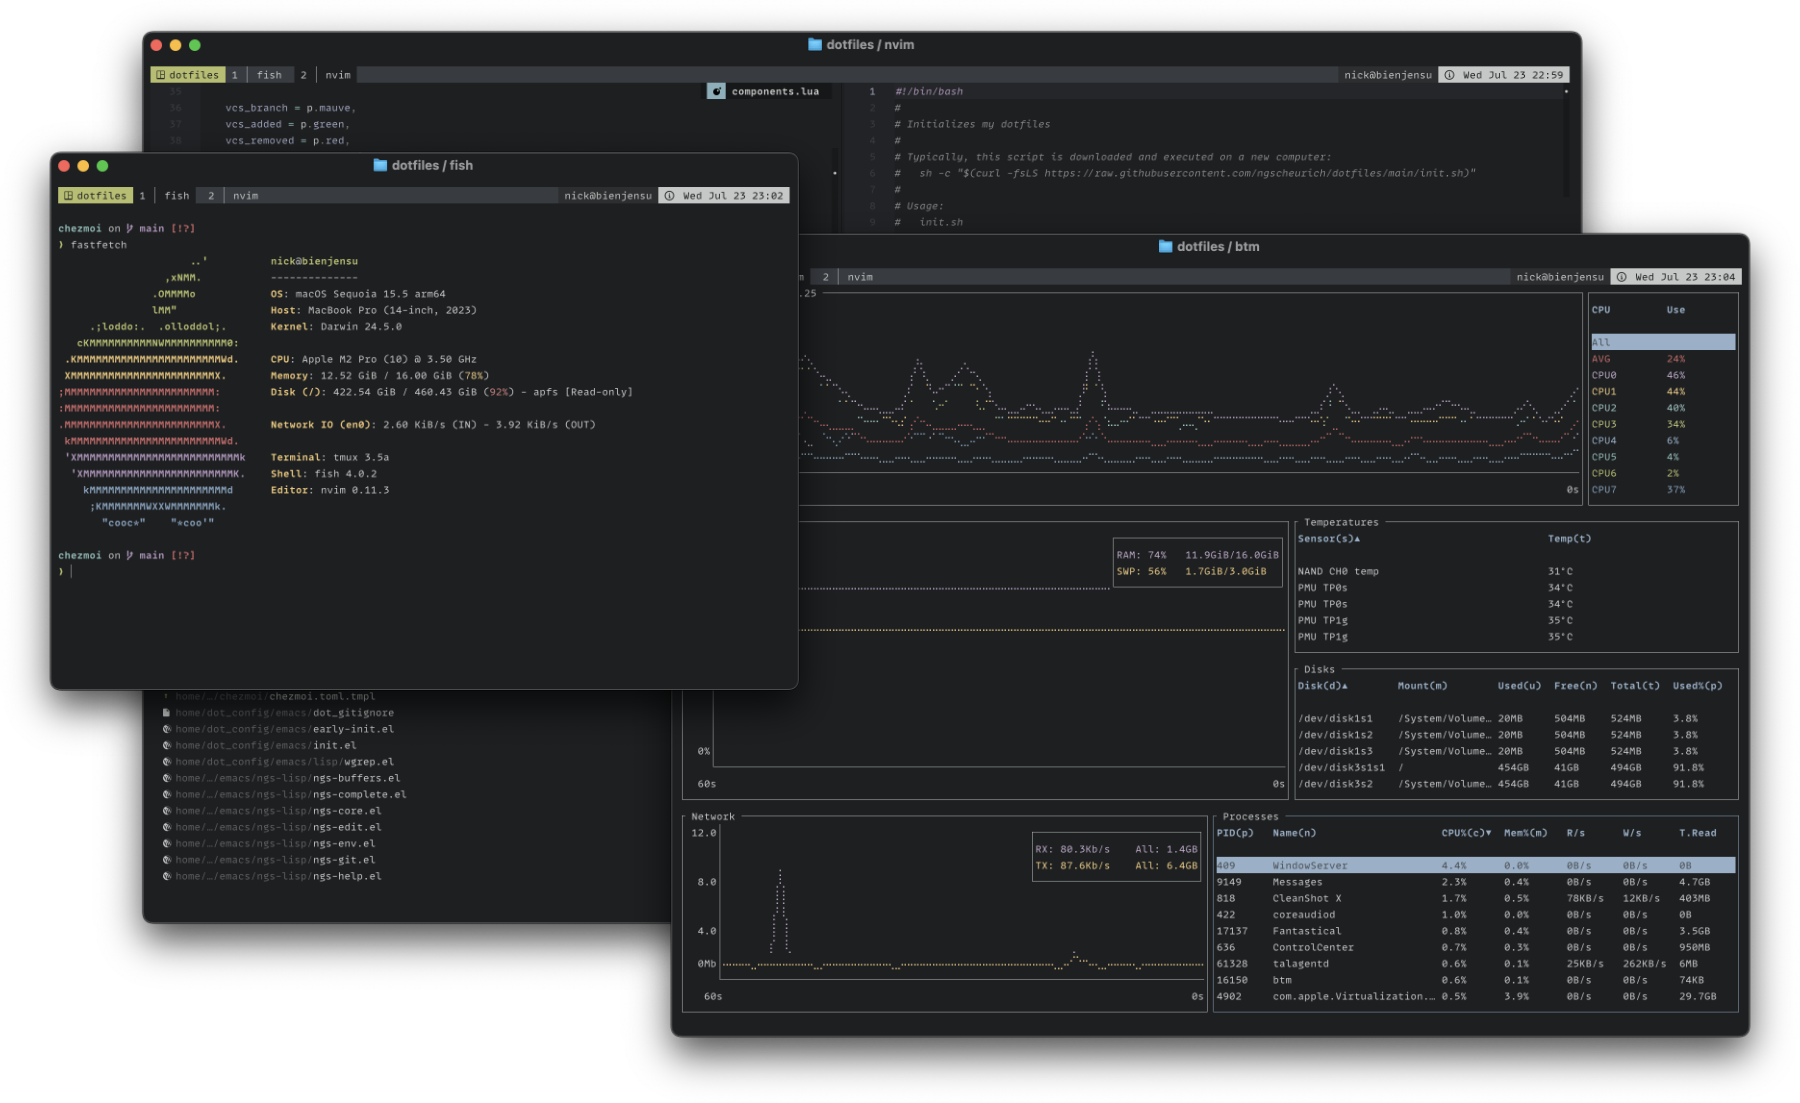 dotfiles / nvim
dotfiles 1 fish 2 nvim
nick@bienjensu Wed Jul 23 22:59
35
36 vcs_branch = p.mauve,
37 vcs_added = p.green,
38 vcs_removed = p.red,
components.lua
1 #!/bin/bash
2 #
3 # Initializes my dotfiles
4 #
5 # Typically, this script is downloaded and executed on a new computer:
6 #   sh -c "$(curl -fsLS https://raw.githubusercontent.com/ngscheurich/dotfiles/main/init.sh)"
7 #
8 # Usage:
9 #   init.sh
dotfiles / fish
dotfiles 1 fish 2 nvim
nick@bienjensu Wed Jul 23 23:02
chezmoi on main [!?]
❯ fastfetch
..'
,xNMM.
.OMMMMo
lMM"
.;loddo:.  .olloddol;.
cKMMMMMMMMMMNWMMMMMMMMMM0:
.KMMMMMMMMMMMMMMMMMMMMMMMWd.
XMMMMMMMMMMMMMMMMMMMMMMMX.
;MMMMMMMMMMMMMMMMMMMMMMMM:
:MMMMMMMMMMMMMMMMMMMMMMMM:
.MMMMMMMMMMMMMMMMMMMMMMMMX.
kMMMMMMMMMMMMMMMMMMMMMMMMWd.
'XMMMMMMMMMMMMMMMMMMMMMMMMMMk
'XMMMMMMMMMMMMMMMMMMMMMMMMK.
kMMMMMMMMMMMMMMMMMMMMMMd
;KMMMMMMMWXXWMMMMMMMk.
"cooc*"    "*coo'"
nick@bienjensu
--------------
OS: macOS Sequoia 15.5 arm64
Host: MacBook Pro (14-inch, 2023)
Kernel: Darwin 24.5.0
CPU: Apple M2 Pro (10) @ 3.50 GHz
Memory: 12.52 GiB / 16.00 GiB (78%)
Disk (/): 422.54 GiB / 460.43 GiB (92%) - apfs [Read-only]
Network IO (en0): 2.60 KiB/s (IN) - 3.92 KiB/s (OUT)
Terminal: tmux 3.5a
Shell: fish 4.0.2
Editor: nvim 0.11.3
chezmoi on main [!?]
❯
home/…/chezmoi/chezmoi.toml.tmpl
home/dot_config/emacs/dot_gitignore
home/dot_config/emacs/early-init.el
home/dot_config/emacs/init.el
home/dot_config/emacs/lisp/wgrep.el
home/…/emacs/ngs-lisp/ngs-buffers.el
home/…/emacs/ngs-lisp/ngs-complete.el
home/…/emacs/ngs-lisp/ngs-core.el
home/…/emacs/ngs-lisp/ngs-edit.el
home/…/emacs/ngs-lisp/ngs-env.el
home/…/emacs/ngs-lisp/ngs-git.el
home/…/emacs/ngs-lisp/ngs-help.el
dotfiles / btm
2 nvim
nick@bienjensu Wed Jul 23 23:04
.25
0s
CPU Use
All
AVG 24%
CPU0 46%
CPU1 44%
CPU2 40%
CPU3 34%
CPU4 6%
CPU5 4%
CPU6 2%
CPU7 37%
RAM: 74% 11.9GiB/16.0GiB
SWP: 56% 1.7GiB/3.0GiB
0%
60s 0s
Temperatures
Sensor(s)▲ Temp(t)
NAND CH0 temp 31°C
PMU TP0s 34°C
PMU TP0s 34°C
PMU TP1g 35°C
PMU TP1g 35°C
Disks
Disk(d)▲ Mount(m) Used(u) Free(n) Total(t) Used%(p)
/dev/disk1s1 /System/Volume… 20MB 504MB 524MB 3.8%
/dev/disk1s2 /System/Volume… 20MB 504MB 524MB 3.8%
/dev/disk1s3 /System/Volume… 20MB 504MB 524MB 3.8%
/dev/disk3s1s1 / 454GB 41GB 494GB 91.8%
/dev/disk3s2 /System/Volume… 454GB 41GB 494GB 91.8%
Network
12.0
8.0
4.0
0Mb
60s 0s
RX: 80.3Kb/s All: 1.4GB
TX: 87.6Kb/s All: 6.4GB
Processes
PID(p) Name(n) CPU%(c)▼ Mem%(m) R/s W/s T.Read
409 WindowServer 4.4% 0.0% 0B/s 0B/s 0B
9149 Messages 2.3% 0.4% 0B/s 0B/s 4.7GB
818 CleanShot X 1.7% 0.5% 78KB/s 12KB/s 403MB
422 coreaudiod 1.0% 0.0% 0B/s 0B/s 0B
17137 Fantastical 0.8% 0.4% 0B/s 0B/s 3.5GB
636 ControlCenter 0.7% 0.3% 0B/s 0B/s 950MB
61328 talagentd 0.6% 0.1% 25KB/s 262KB/s 6MB
16150 btm 0.6% 0.1% 0B/s 0B/s 74KB
4902 com.apple.Virtualization.… 0.5% 3.9% 0B/s 0B/s 29.7GB